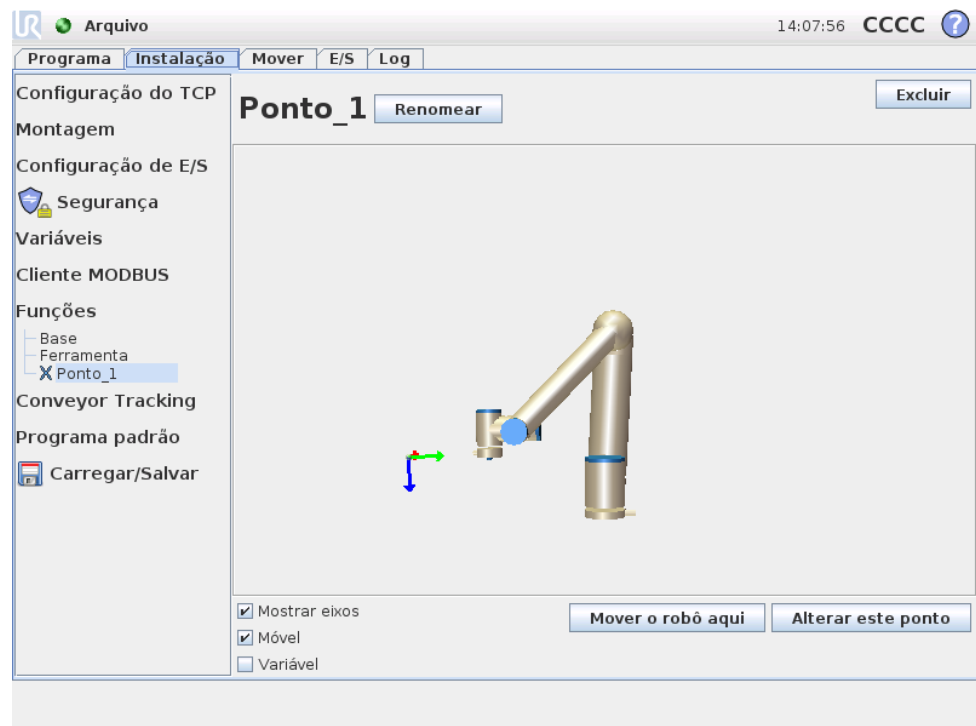 UR Arquivo 14:07:56 CCCC ?
Programa Instalação Mover E/S Log
Configuração do TCP
Montagem
Configuração de E/S
Segurança
Variáveis
Cliente MODBUS
Funções
Base
Ferramenta
Ponto_1
Conveyor Tracking
Programa padrão
Carregar/Salvar
Ponto_1 Renomear Excluir
Mostrar eixos
Móvel
Variável
Mover o robô aqui Alterar este ponto